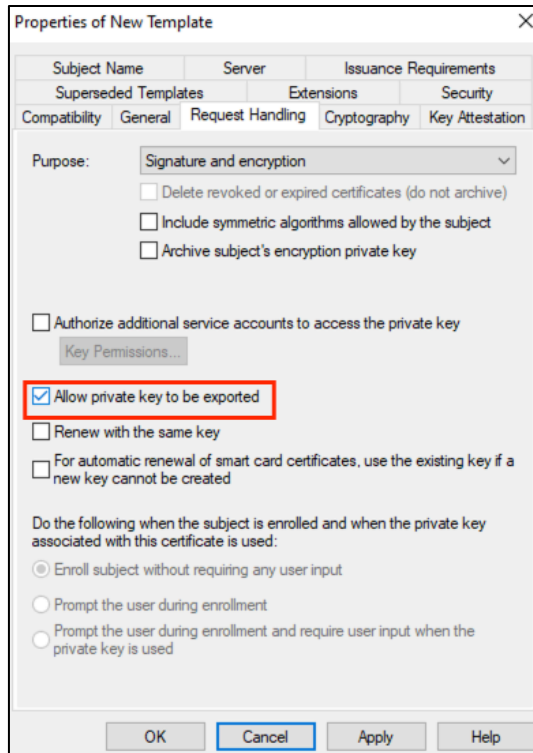 Properties of New Template
Subject Name Server Issuance Requirements
Superseded Templates Extensions Security
Compatibility General Request Handling Cryptography Key Attestation
Purpose: Signature and encryption
Delete revoked or expired certificates (do not archive)
Include symmetric algorithms allowed by the subject
Archive subject's encryption private key
Authorize additional service accounts to access the private key
Key Permissions...
Allow private key to be exported
Renew with the same key
For automatic renewal of smart card certificates, use the existing key if a
new key cannot be created
Do the following when the subject is enrolled and when the private key
associated with this certificate is used:
Enroll subject without requiring any user input
Prompt the user during enrollment
Prompt the user during enrollment and require user input when the
private key is used
OK Cancel Apply Help